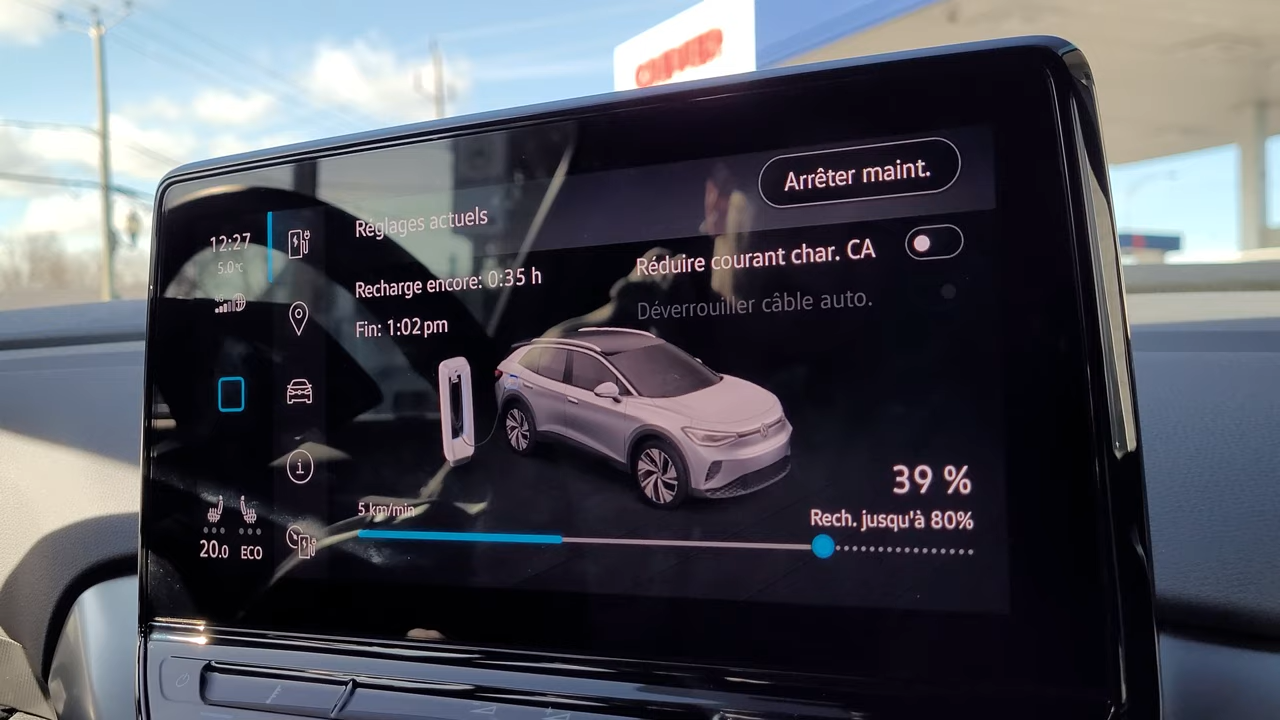 Arrêter maint.
12:27
5.0°C
4G
Réglages actuels
Recharge encore: 0:35 h
Fin: 1:02 pm
Réduire courant char. CA
Déverrouiller câble auto.
39 %
Rech. jusqu'à 80%
5 km/min
20.0
ECO